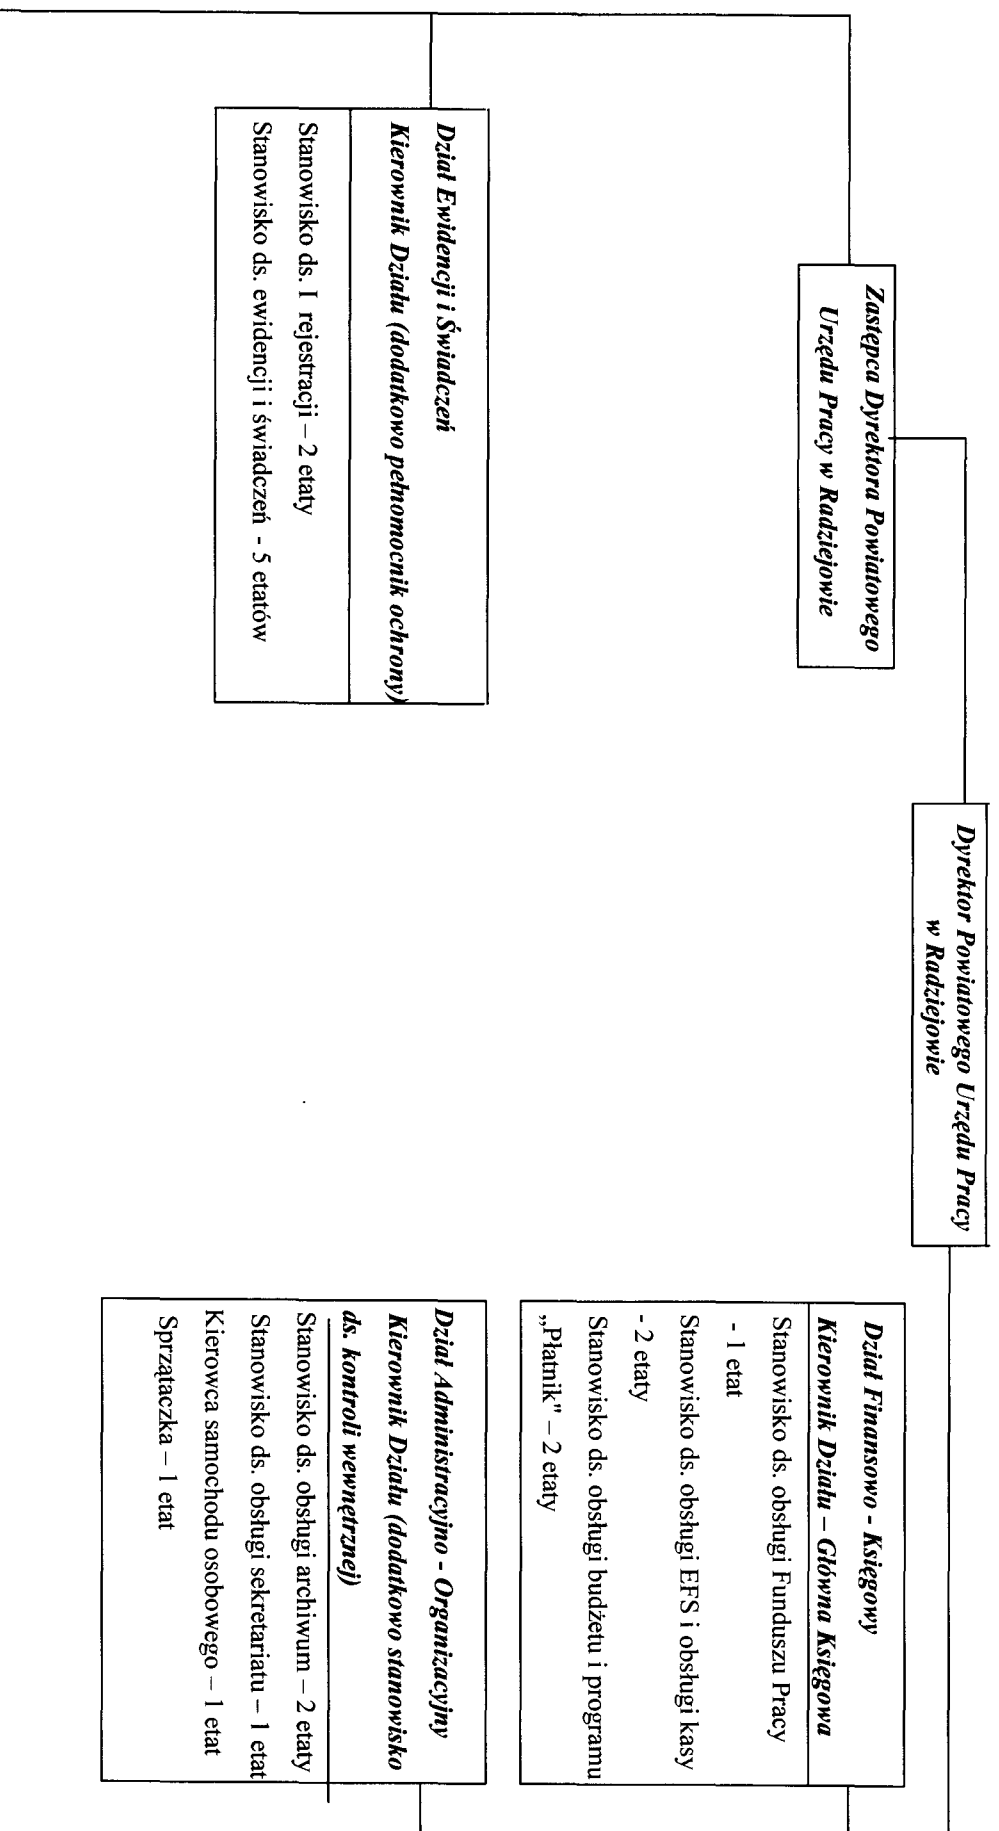 Dyrektor Powiatowego Urzędu Pracy
w Radziejowie
Zastępca Dyrektora Powiatowego
Urzędu Pracy w Radziejowie
Dział Ewidencji i Świadczeń
Kierownik Działu (dodatkowo pełnomocnik ochrony)
Stanowisko ds. I rejestracji – 2 etaty
Stanowisko ds. ewidencji i świadczeń - 5 etatów
Dział Finansowo - Księgowy
Kierownik Działu – Główna Księgowa
Stanowisko ds. obsługi Funduszu Pracy
- 1 etat
Stanowisko ds. obsługi EFS i obsługi kasy
- 2 etaty
Stanowisko ds. obsługi budżetu i programu
„Płatnik" – 2 etaty
Dział Administracyjno - Organizacyjny
Kierownik Działu (dodatkowo stanowisko
ds. kontroli wewnętrznej)
Stanowisko ds. obsługi archiwum – 2 etaty
Stanowisko ds. obsługi sekretariatu – 1 etat
Kierowca samochodu osobowego – 1 etat
Sprzątaczka – 1 etat